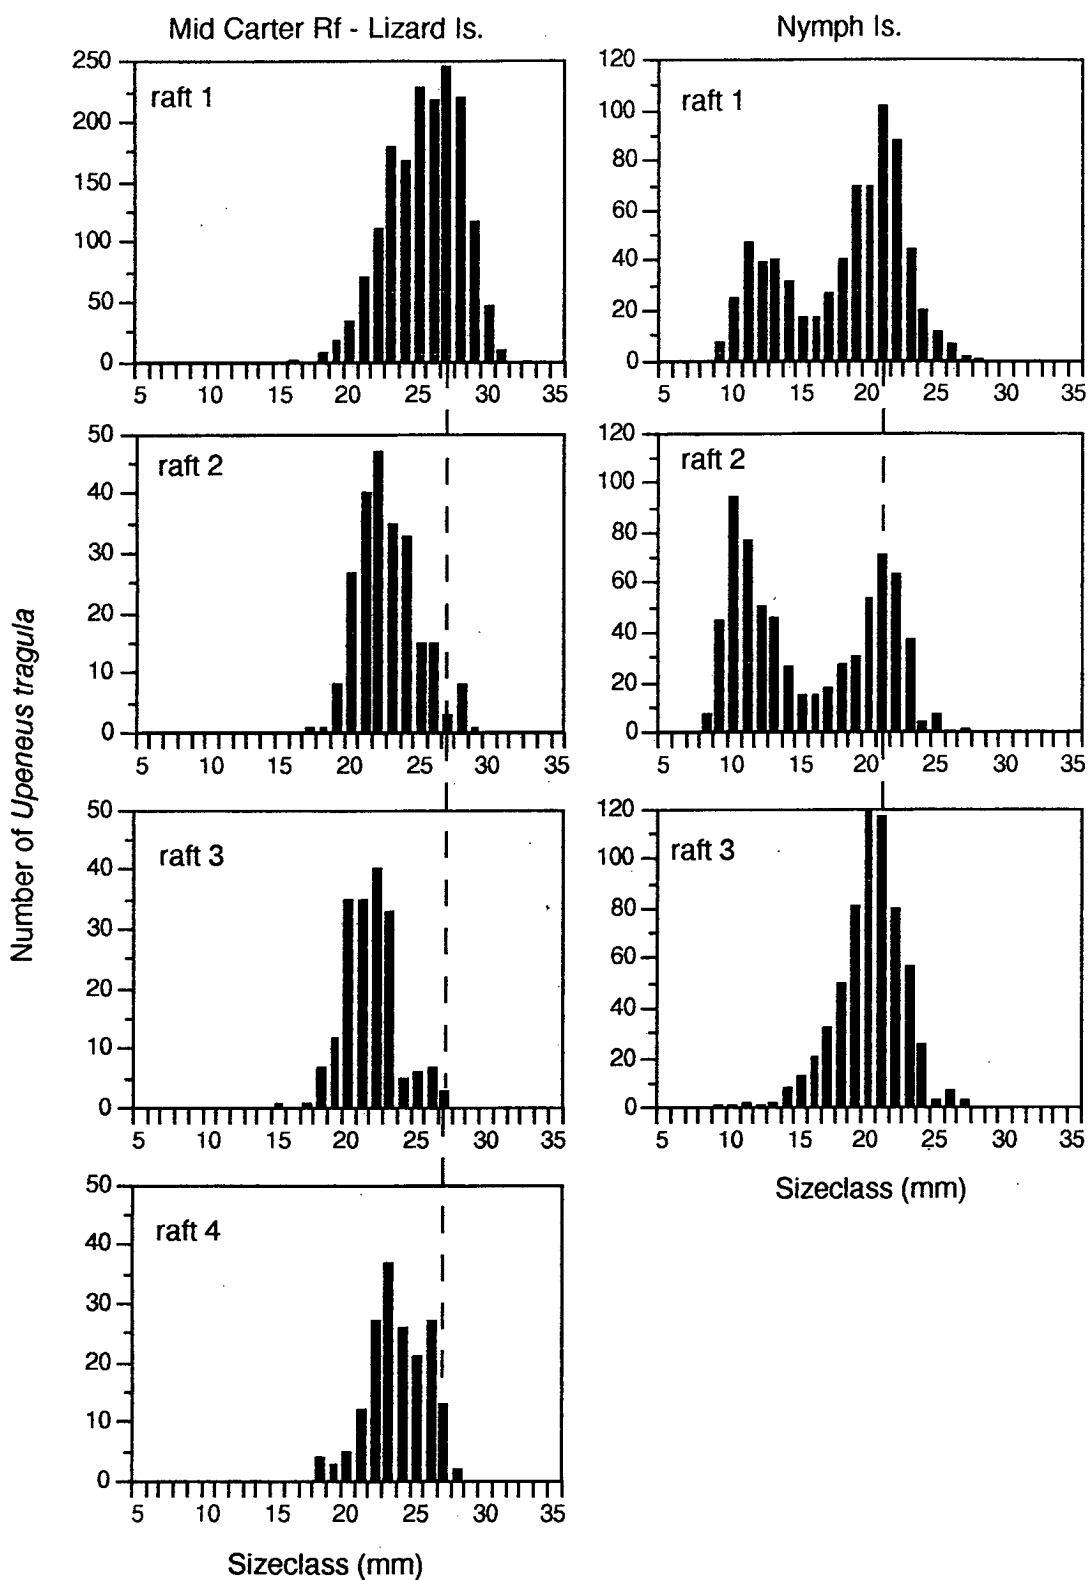 Mid Carter Rf - Lizard Is.
Nymph Is.
Number of Upeneus tragula
raft 1
250
200
150
100
50
0
5 10 15 20 25 30 35
raft 2
50
40
30
20
10
0
5 10 15 20 25 30 35
raft 3
50
40
30
20
10
0
5 10 15 20 25 30 35
raft 4
50
40
30
20
10
0
5 10 15 20 25 30 35
Sizeclass (mm)
raft 1
120
100
80
60
40
20
0
5 10 15 20 25 30 35
raft 2
120
100
80
60
40
20
0
5 10 15 20 25 30 35
raft 3
120
100
80
60
40
20
0
5 10 15 20 25 30 35
Sizeclass (mm)